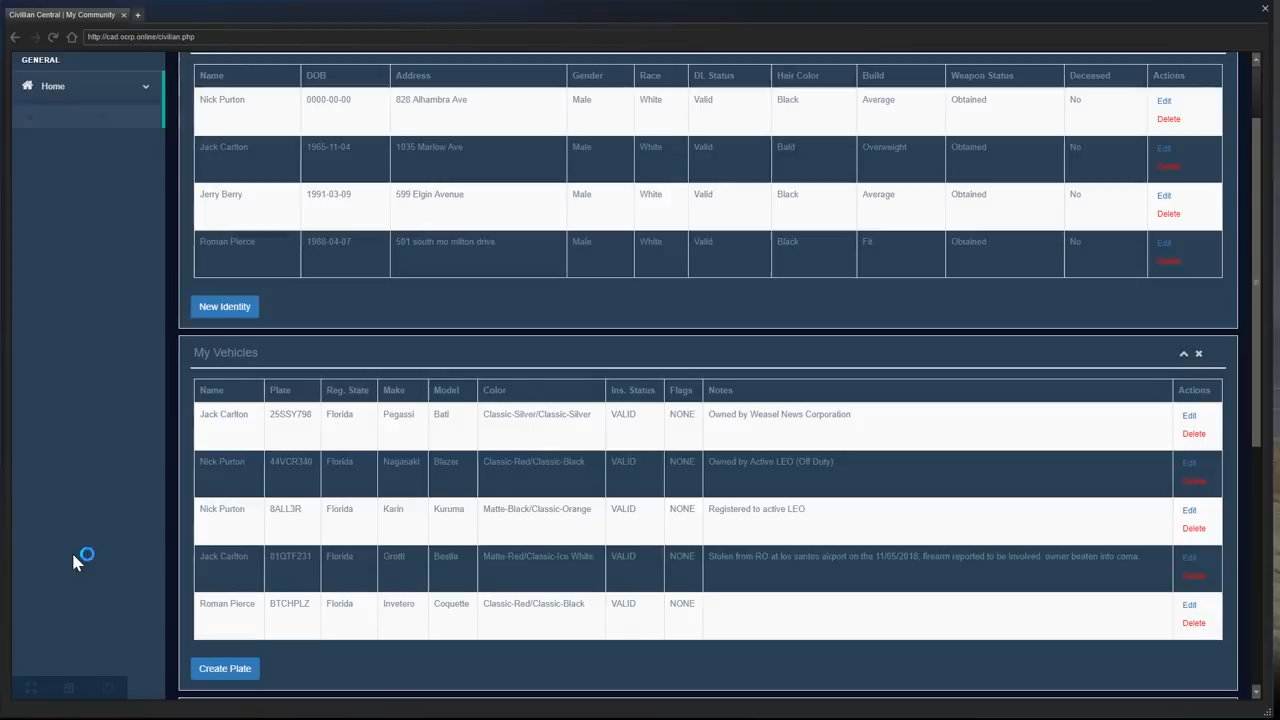 Civillian Central | My Community
http://cad.ocrp.online/civilian.php
GENERAL
Home
Name DOB Address Gender Race DL Status Hair Color Build Weapon Status Deceased Actions
Nick Purton 0000-00-00 828 Alhambra Ave Male White Valid Black Average Obtained No Edit
Delete
Jack Carlton 1965-11-04 1035 Marlow Ave Male White Valid Bald Overweight Obtained No Edit
Delete
Jerry Berry 1991-03-09 599 Elgin Avenue Male White Valid Black Average Obtained No Edit
Delete
Roman Pierce 1988-04-07 501 south mo milton drive Male White Valid Black Fit Obtained No Edit
Delete
New Identity
My Vehicles
Name Plate Reg. State Make Model Color Ins. Status Flags Notes Actions
Jack Carlton 25SSY798 Florida Pegassi Bati Classic-Silver/Classic-Silver VALID NONE Owned by Weasel News Corporation Edit
Delete
Nick Purton 44VCR340 Florida Nagasaki Blazer Classic-Red/Classic-Black VALID NONE Owned by Active LEO (Off Duty) Edit
Delete
Nick Purton 8ALL3R Florida Karin Kuruma Matte-Black/Classic-Orange VALID NONE Registered to active LEO Edit
Delete
Jack Carlton 81QTF231 Florida Grotti Bestia Matte-Red/Classic-Ice White VALID NONE Stolen from RO at los santos airport on the 11/05/2018, firearm reported to be involved. owner beaten into coma. Edit
Delete
Roman Pierce BTCHPLZ Florida Invetero Coquette Classic-Red/Classic-Black VALID NONE Edit
Delete
Create Plate